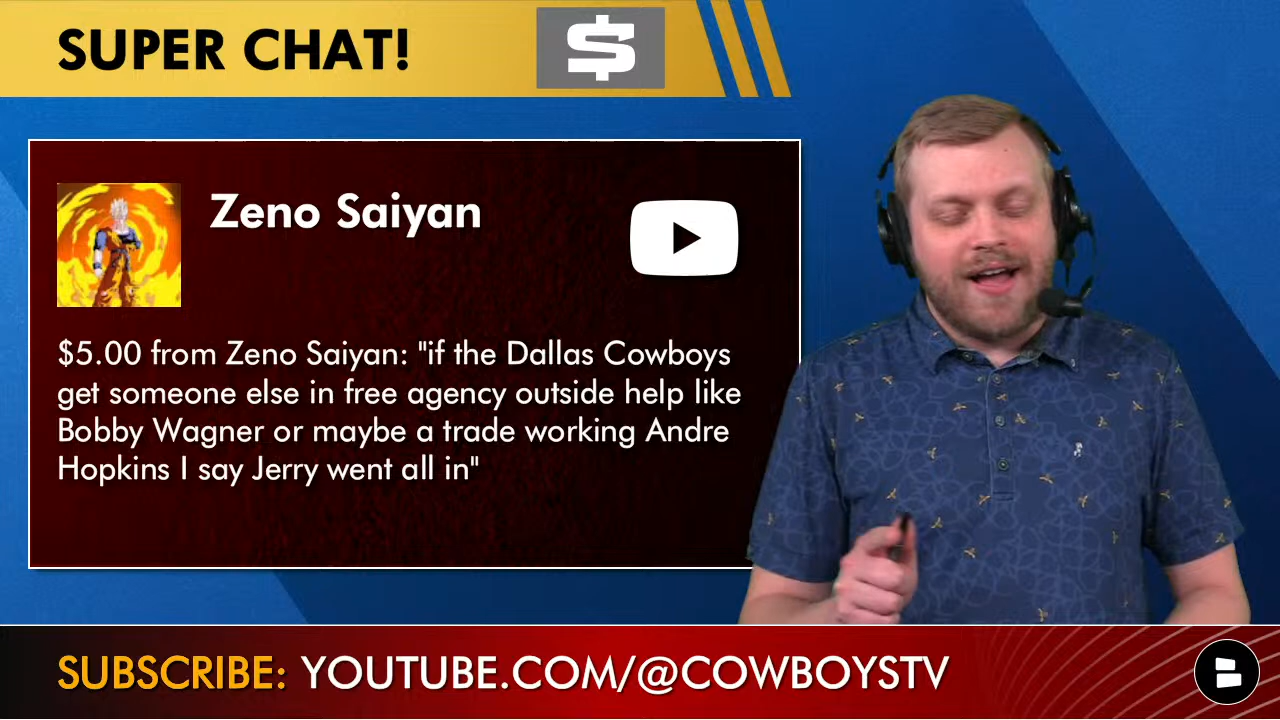 SUPER CHAT!
$
Zeno Saiyan
$5.00 from Zeno Saiyan: "if the Dallas Cowboys
get someone else in free agency outside help like
Bobby Wagner or maybe a trade working Andre
Hopkins I say Jerry went all in"
SUBSCRIBE: YOUTUBE.COM/@COWBOYSTV